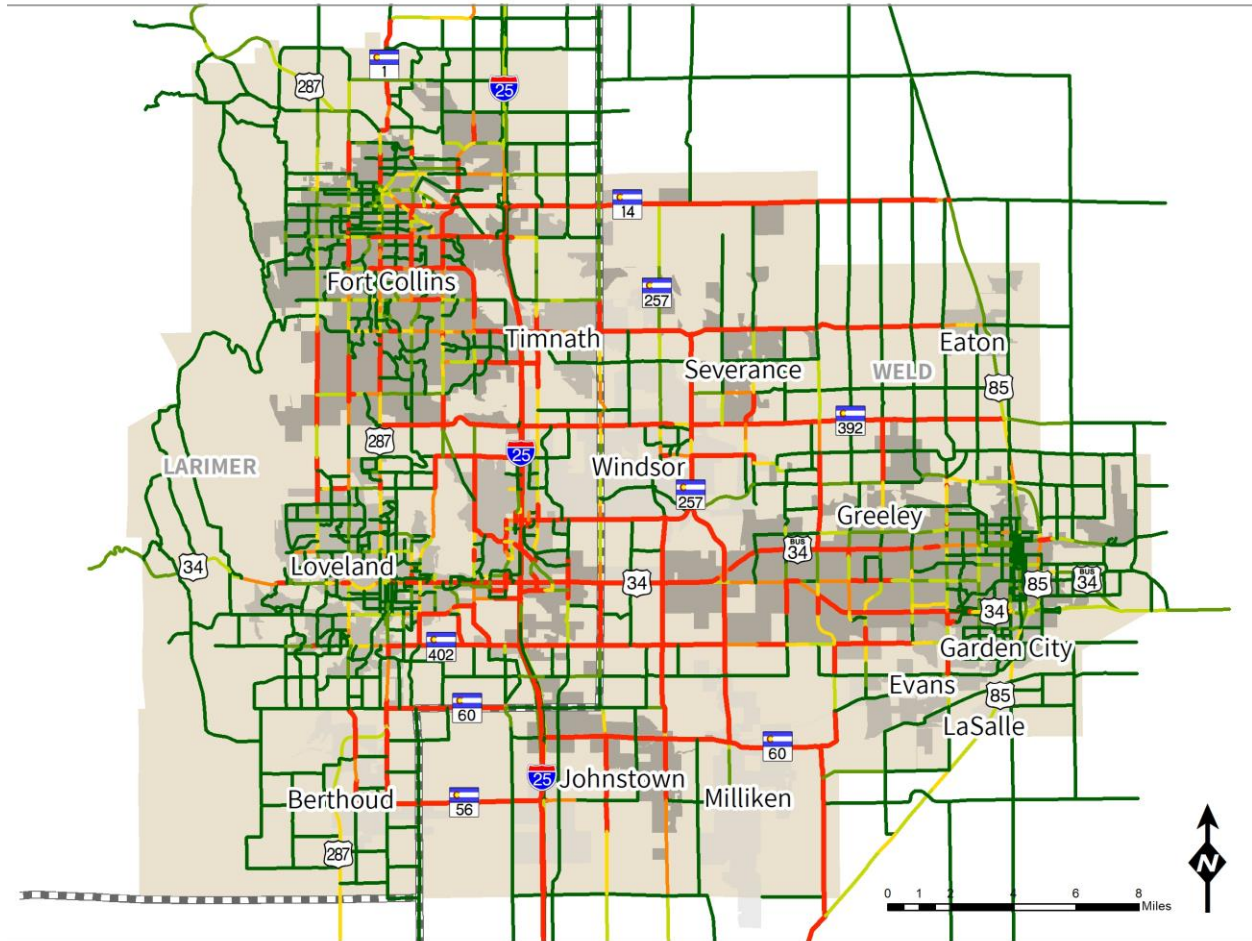 1
287
25
14
Fort Collins
257
Timnath
Eaton
Severance
WELD
85
392
287
25
LARIMER
Windsor
257
Greeley
BUS
34
34
Loveland
34
85
BUS
34
34
402
Garden City
Evans
85
60
LaSalle
60
25
Johnstown
Berthoud
56
Milliken
287
N
0 1 2 4 6 8
Miles